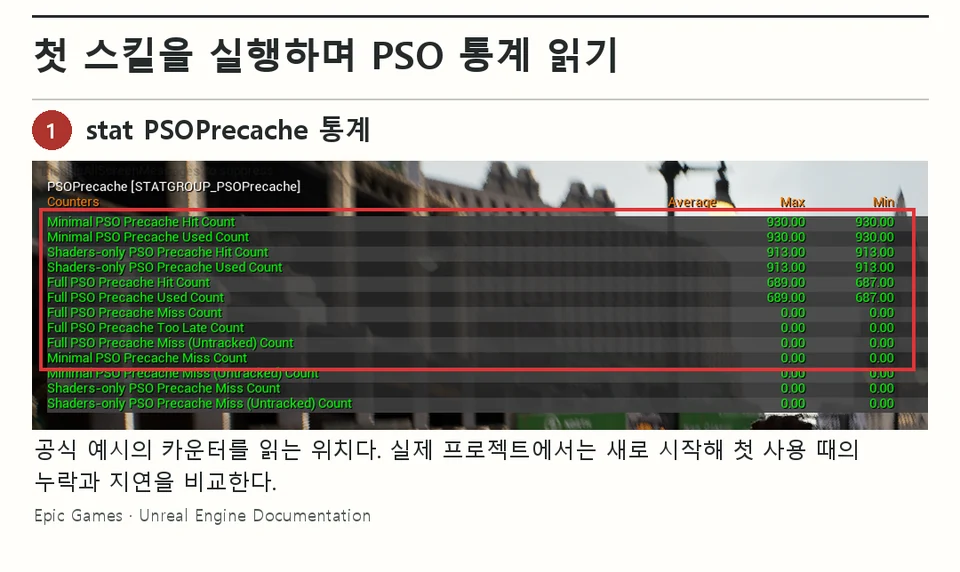 첫 스킬을 실행하며 PSO 통계 읽기
1 stat PSOPrecache 통계
PSOPrecache [STATGROUP_PSOPrecache]
Counters Average Max Min
Minimal PSO Precache Hit Count 930.00 930.00
Minimal PSO Precache Used Count 930.00 930.00
Shaders-only PSO Precache Hit Count 913.00 913.00
Shaders-only PSO Precache Used Count 913.00 913.00
Full PSO Precache Hit Count 689.00 687.00
Full PSO Precache Used Count 689.00 687.00
Full PSO Precache Miss Count 0.00 0.00
Full PSO Precache Too Late Count 0.00 0.00
Full PSO Precache Miss (Untracked) Count 0.00 0.00
Minimal PSO Precache Miss Count 0.00 0.00
Minimal PSO Precache Miss (Untracked) Count 0.00 0.00
Shaders-only PSO Precache Miss Count 0.00 0.00
Shaders-only PSO Precache Miss (Untracked) Count 0.00 0.00
공식 예시의 카운터를 읽는 위치다. 실제 프로젝트에서는 새로 시작해 첫 사용 때의
누락과 지연을 비교한다.
Epic Games · Unreal Engine Documentation